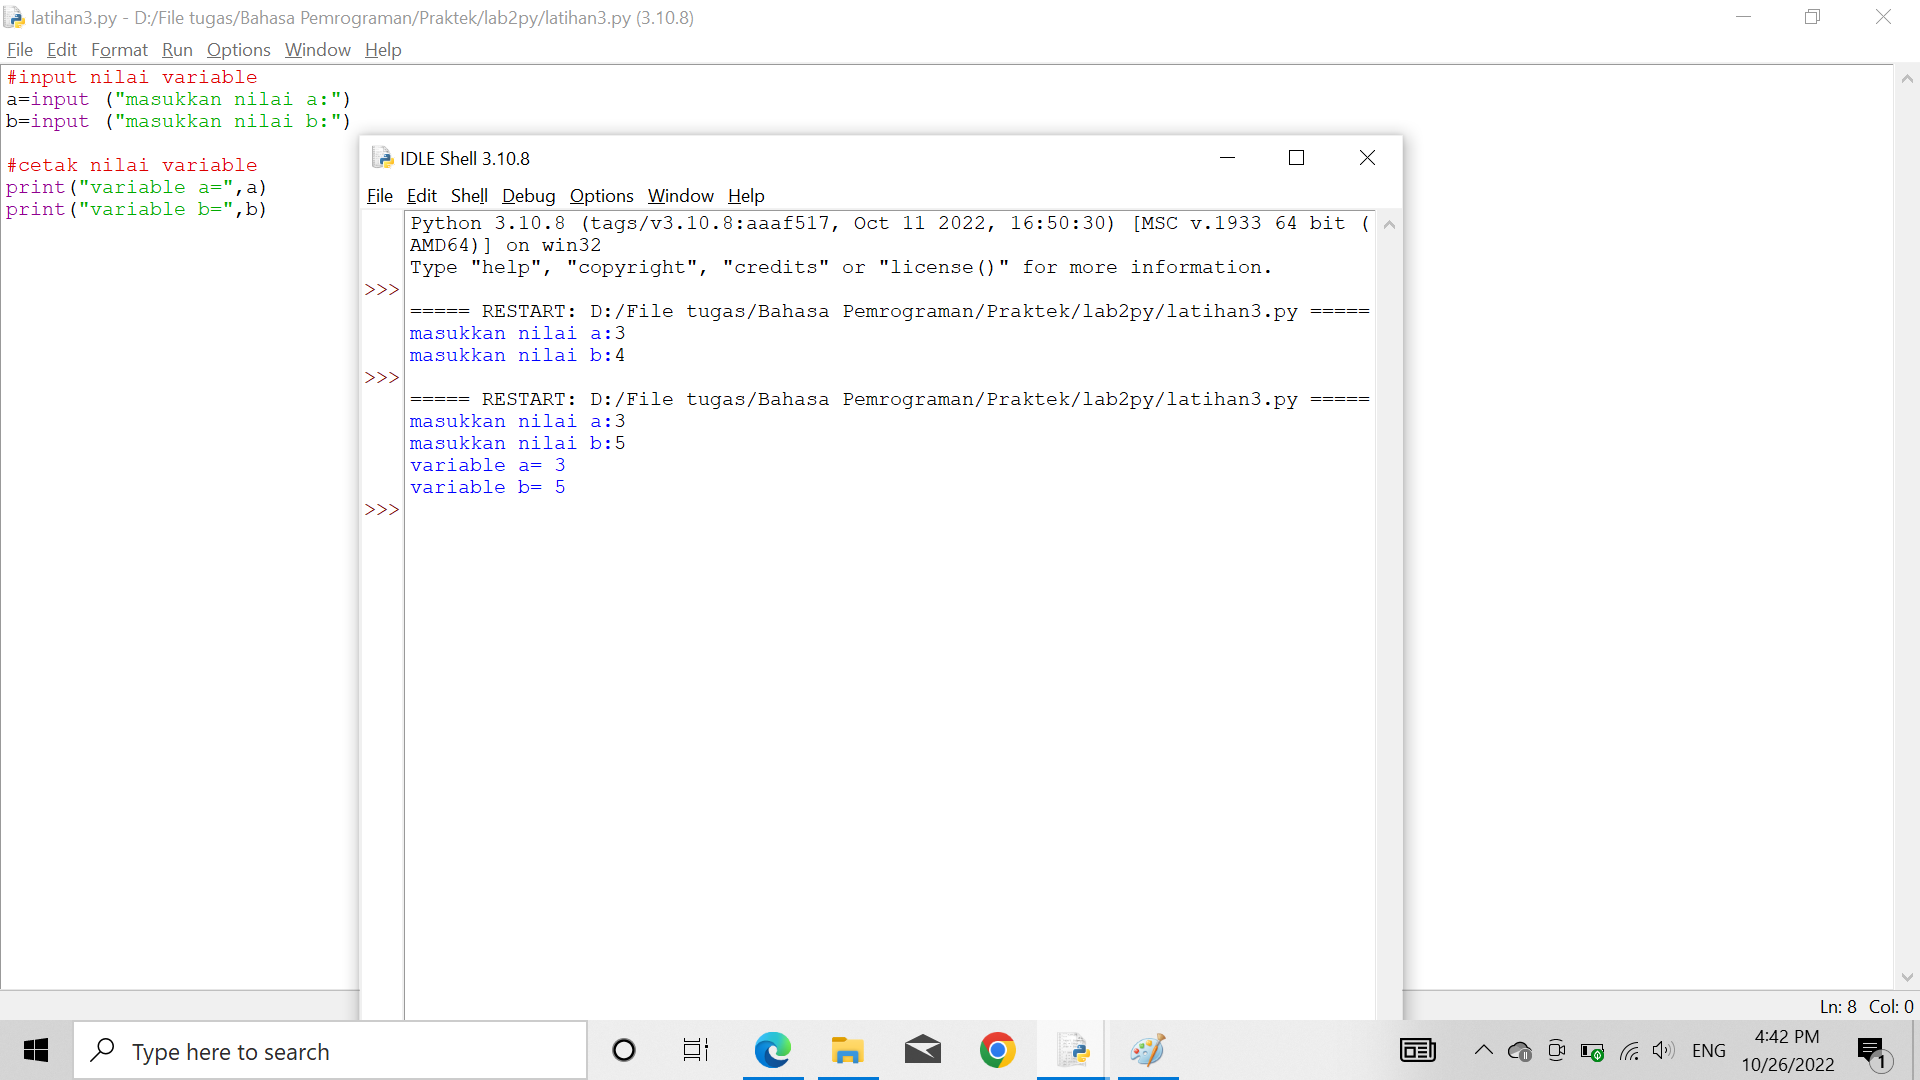 latihan3.py - D:/File tugas/Bahasa Pemrograman/Praktek/lab2py/latihan3.py (3.10.8)
File Edit Format Run Options Window Help
#input nilai variable
a=input ("masukkan nilai a:")
b=input ("masukkan nilai b:")
#cetak nilai variable
print("variable a=",a)
print("variable b=",b)
IDLE Shell 3.10.8
File Edit Shell Debug Options Window Help
Python 3.10.8 (tags/v3.10.8:aaaf517, Oct 11 2022, 16:50:30) [MSC v.1933 64 bit (
AMD64)] on win32
Type "help", "copyright", "credits" or "license()" for more information.
>>>
===== RESTART: D:/File tugas/Bahasa Pemrograman/Praktek/lab2py/latihan3.py =====
masukkan nilai a:3
masukkan nilai b:4
>>>
===== RESTART: D:/File tugas/Bahasa Pemrograman/Praktek/lab2py/latihan3.py =====
masukkan nilai a:3
masukkan nilai b:5
variable a= 3
variable b= 5
>>>
Ln: 8 Col: 0
Type here to search
ENG
4:42 PM
10/26/2022
1